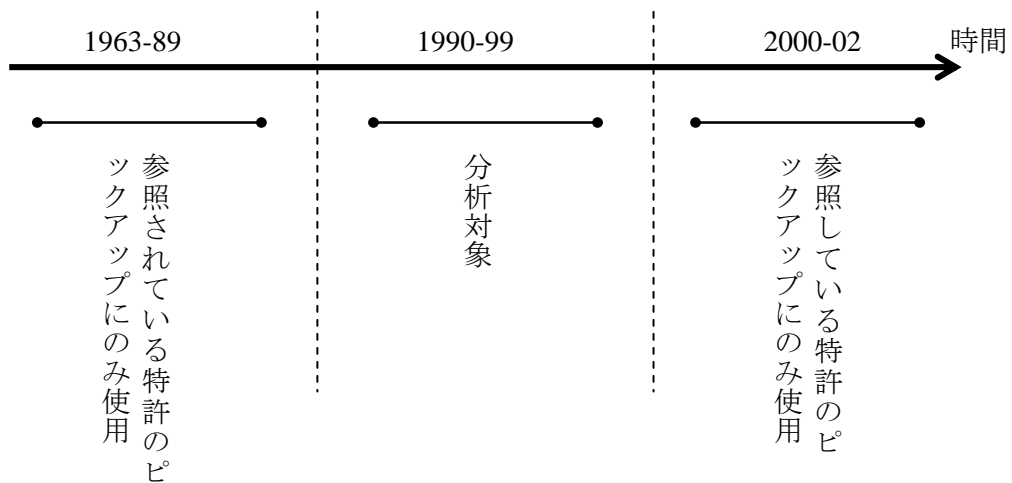 1963-89
1990-99
2000-02
時間
参照されている特許のピ
ックアップにのみ使用
分析対象
参照している特許のピ
ックアップにのみ使用